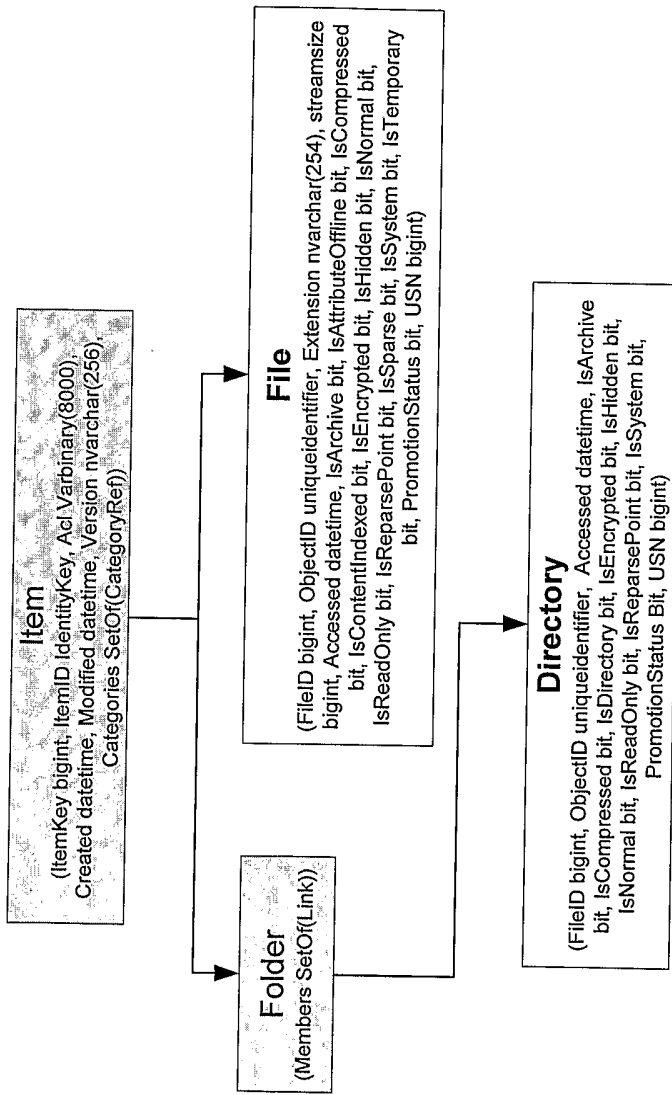 Item
(ItemKey bigint, ItemID IdentityKey, Acl Varbinary(8000),
Created datetime, Modified datetime, Version nvarchar(256),
Categories SetOf(CategoryRef))
Folder
(Members SetOf(Link))
File
(FileID bigint, ObjectID uniqueidentifier, Extension nvarchar(254), streamsize
bigint, Accessed datetime, IsArchive bit, IsAttributeOffline bit, IsCompressed
bit, IsContentIndexed bit, IsEncrypted bit, IsHidden bit, IsNormal bit,
IsReadOnly bit, IsReparsePoint bit, IsSparse bit, IsSystem bit, IsTemporary
bit, PromotionStatus bit, USN bigint)
Directory
(FileID bigint, ObjectID uniqueidentifier, Accessed datetime, IsArchive
bit, IsCompressed bit, IsDirectory bit, IsEncrypted bit, IsHidden bit,
IsNormal bit, IsReadOnly bit, IsReparsePoint bit, IsSystem bit,
PromotionStatus Bit, USN bigint)